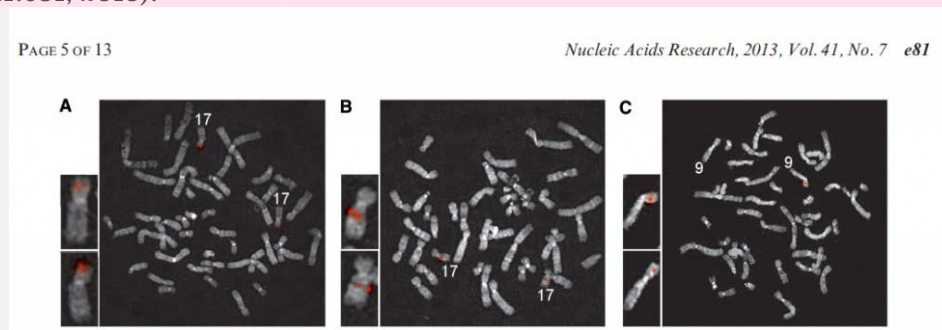 PAGE 5 OF 13
Nucleic Acids Research, 2013, Vol. 41, No. 7 e81
A
B
C
17
17
17
17
9
9